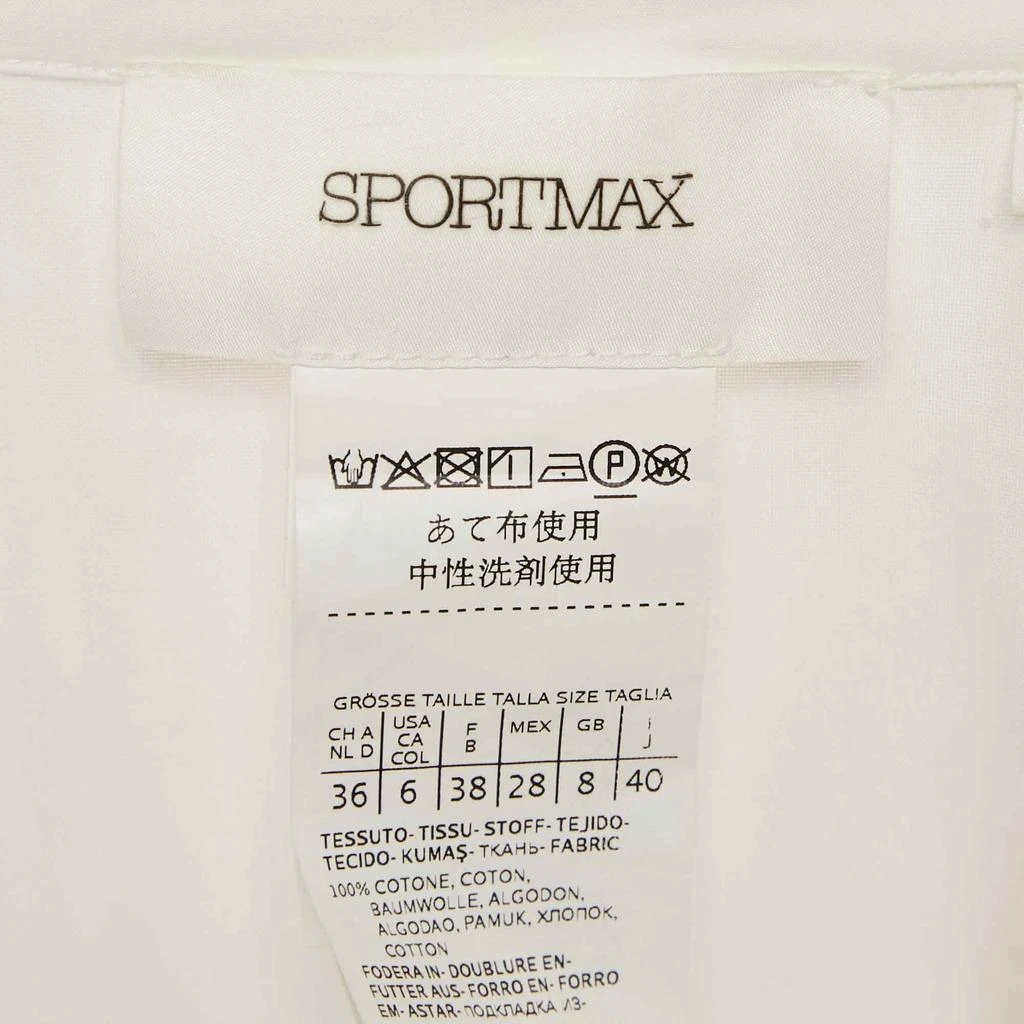 SPORTMAX
P W
あて布使用
中性洗剤使用
GRÖSSE TAILLE TALLA SIZE TAGLIA
CH A NL D USA CA COL F B MEX GB I J
36 6 38 28 8 40
TESSUTO- TISSU- STOFF- TEJIDO-
TECIDO- KUMAŞ- ТКАНЬ- FABRIC
100% COTONE, COTON,
BAUMWOLLE, ALGODON,
ALGODAO, PAMUK, ХЛОПОК,
COTTON
FODERA IN- DOUBLURE EN-
FUTTER AUS- FORRO EN- FORRO
EM- ASTAR- ПОДКЛАДКА ИЗ-